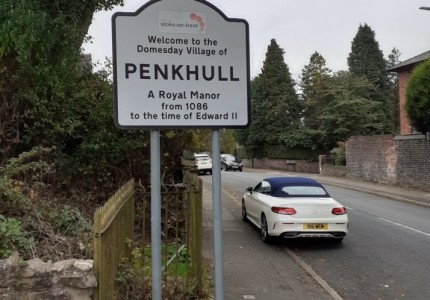 stoke-on-trent
Welcome to the
Domesday Village of
PENKHULL
A Royal Manor
from 1086
to the time of Edward II